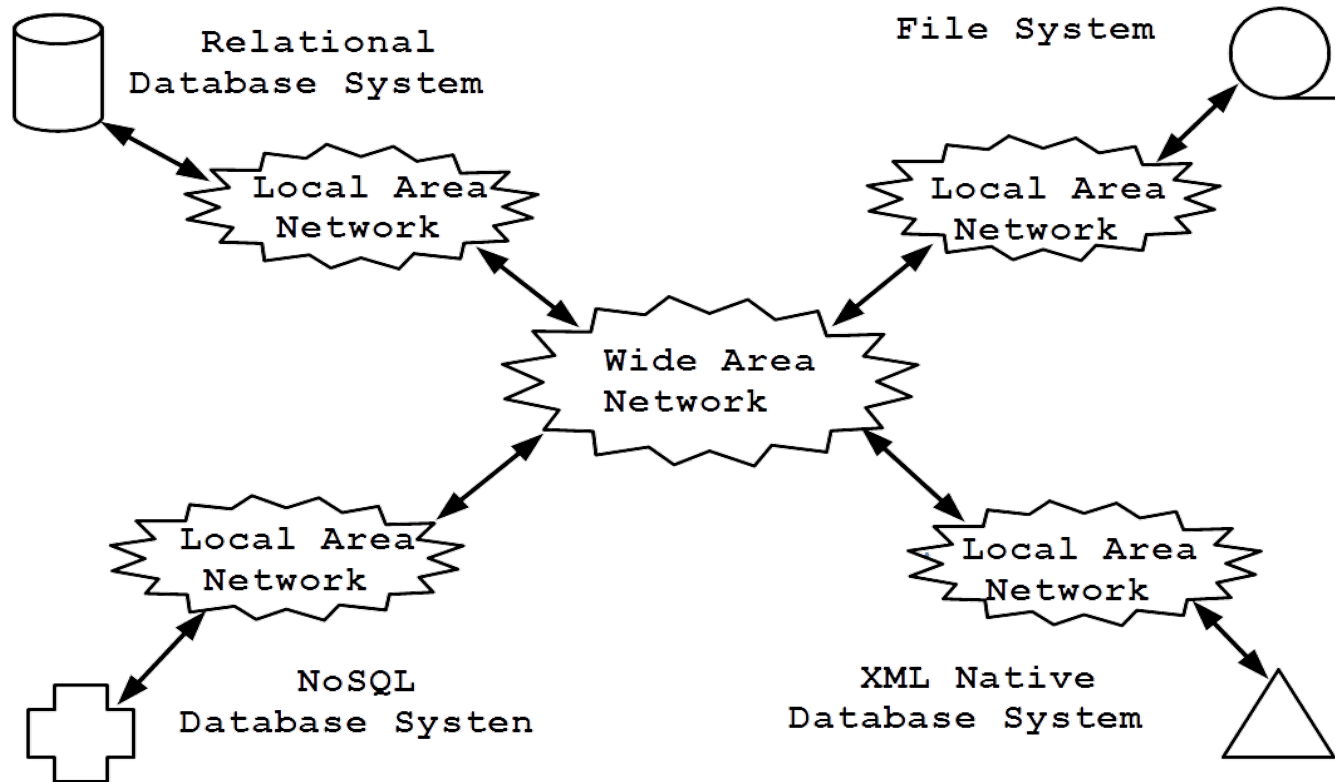 Relational
Database System
File System
Local Area
Network
Local Area
Network
Wide Area
Network
Local Area
Network
Local Area
Network
NoSQL
Database Systen
XML Native
Database System